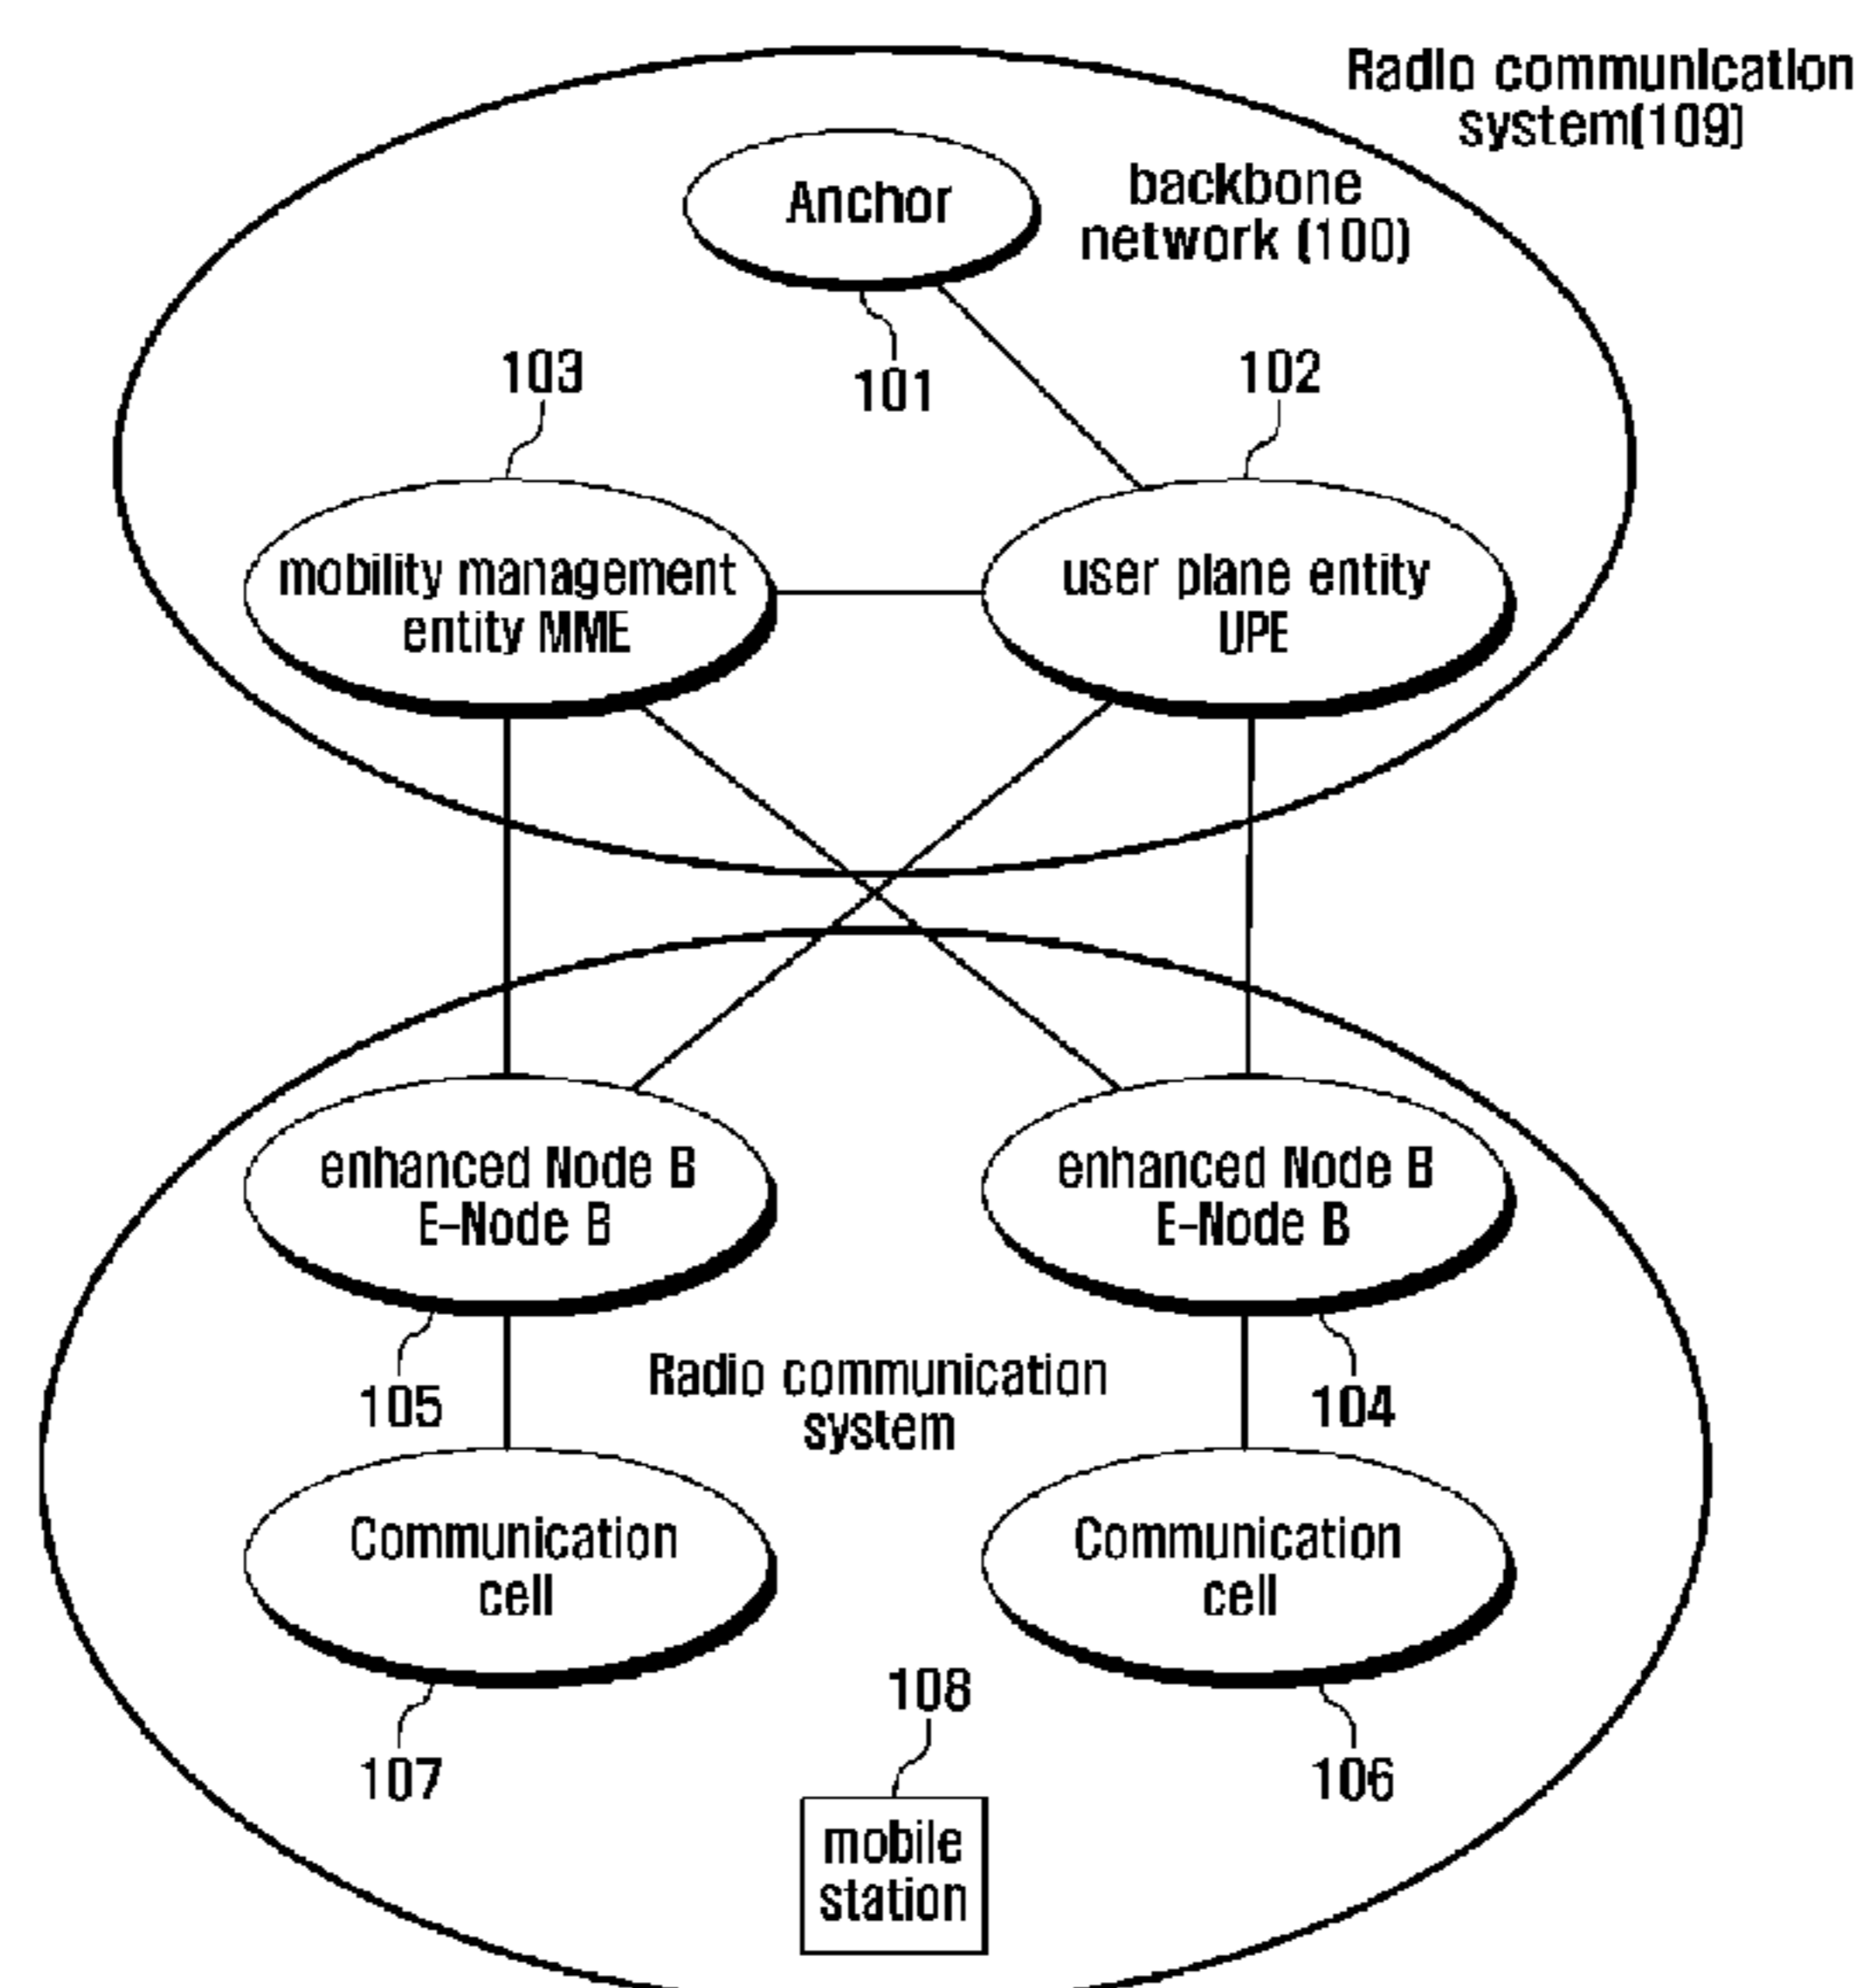 Radio communication
system(109)
Anchor
backbone
network (100)
101
103
102
mobility management
entity MME
user plane entity
UPE
enhanced Node B
E-Node B
enhanced Node B
E-Node B
105
Radio communication
system
104
Communication
cell
Communication
cell
107
108
106
mobile
station